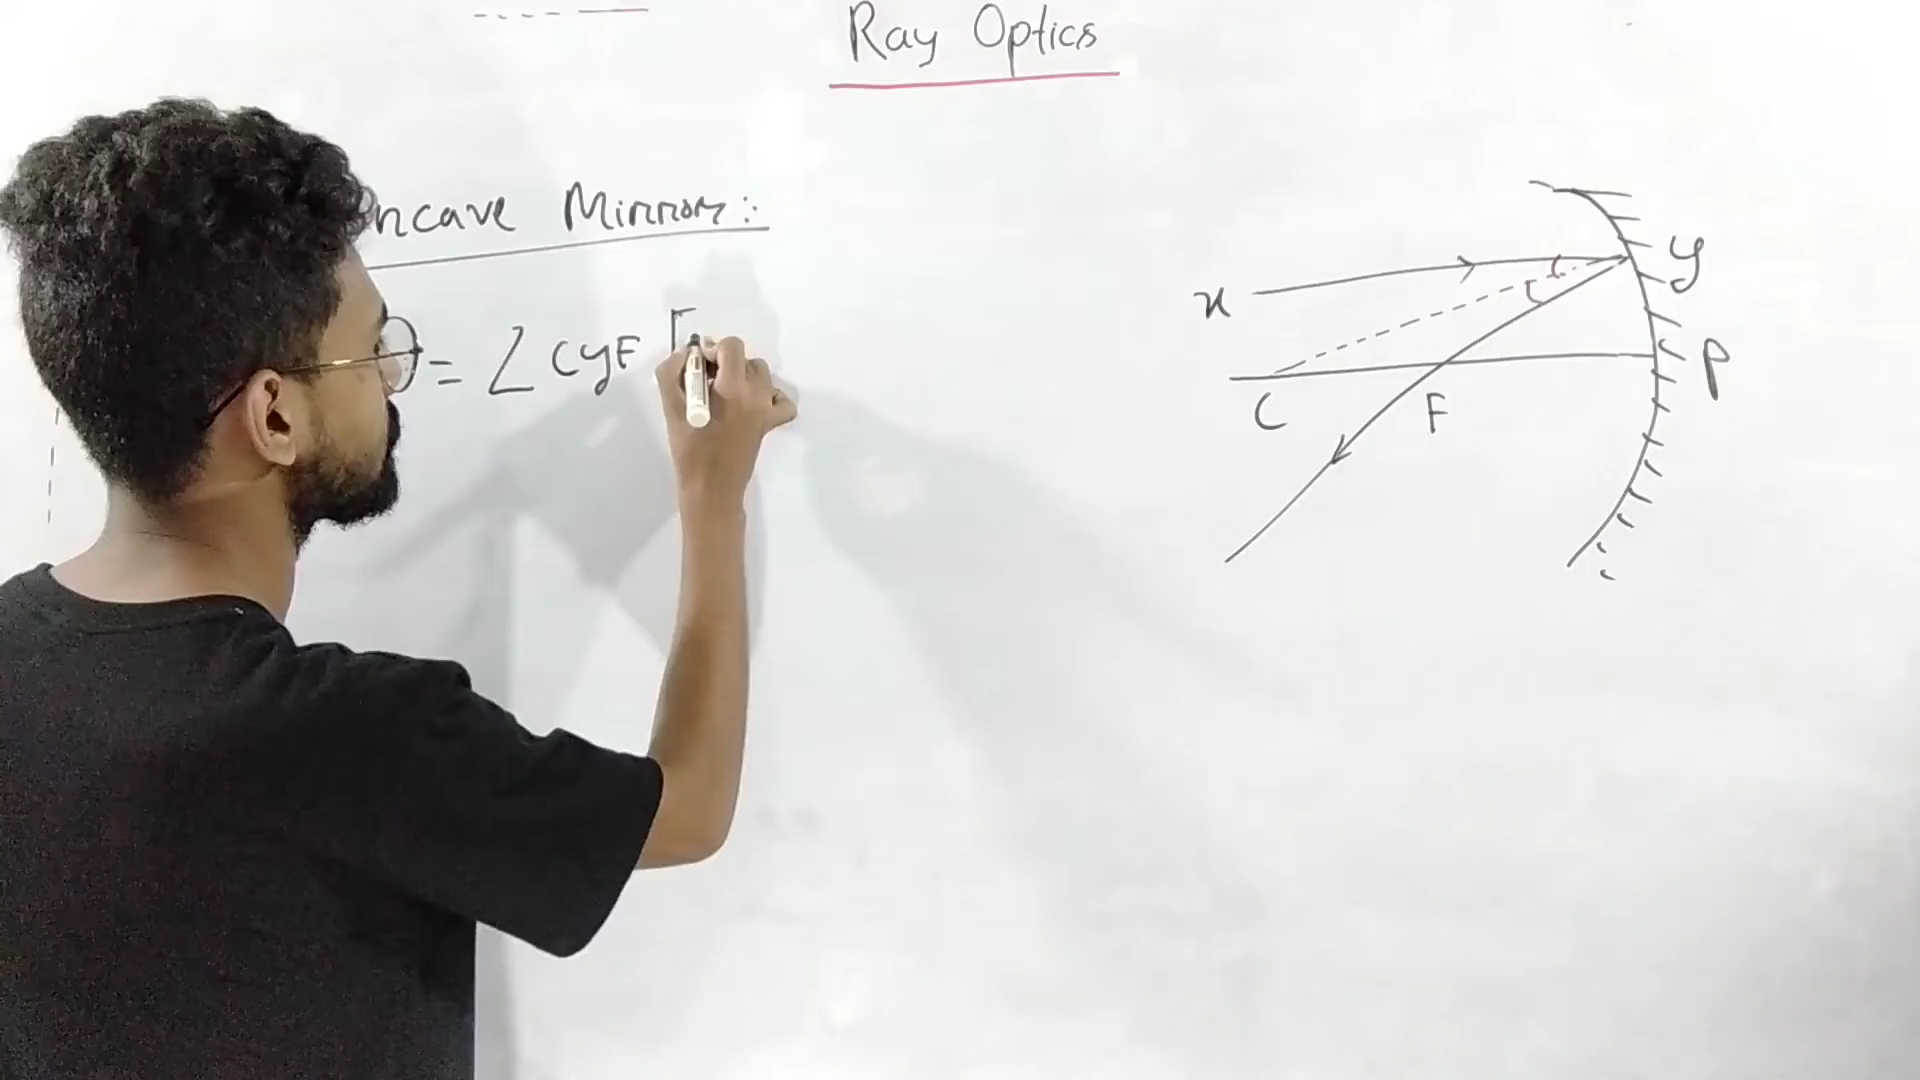 Ray Optics
ncave Mirror:
= ∠ CyF [
x
y
C
F
P